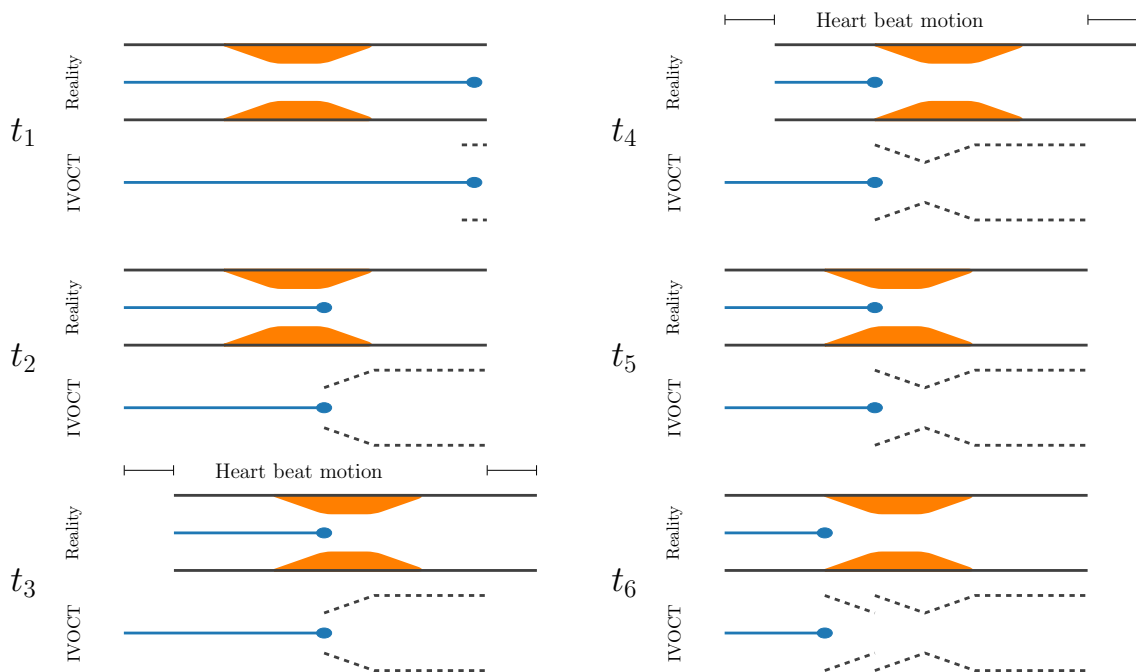 Reality
t1
IVOCT
Reality
t2
IVOCT
Heart beat motion
Reality
t3
IVOCT
Heart beat motion
Reality
t4
IVOCT
Reality
t5
IVOCT
Reality
t6
IVOCT